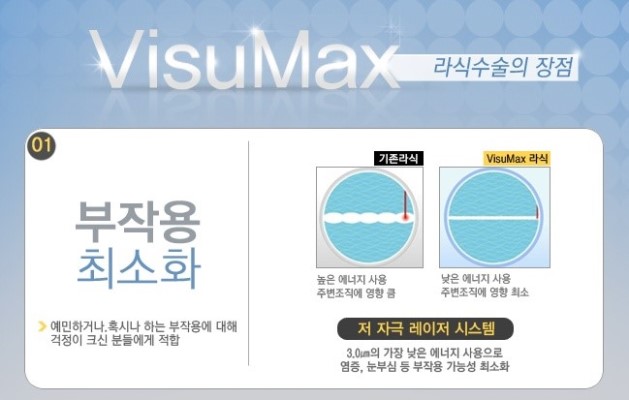 VisuMax 라식수술의 장점
01
부작용
최소화
예민하거나,혹시나 하는 부작용에 대해
걱정이 크신 분들에게 적합
기존라식
VisuMax 라식
높은 에너지 사용
주변조직에 영향 큼
낮은 에너지 사용
주변조직에 영향 최소
저 자극 레이저 시스템
3.0㎛의 가장 낮은 에너지 사용으로
염증, 눈부심 등 부작용 가능성 최소화